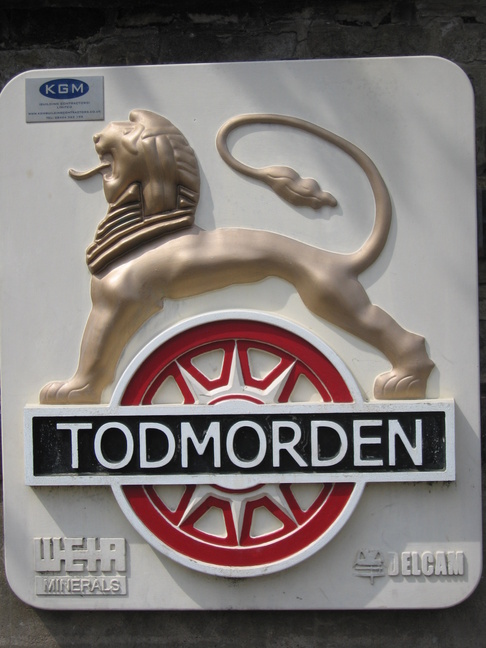 KGM
TODMORDEN
WEIR
MINERALS
DELCAM